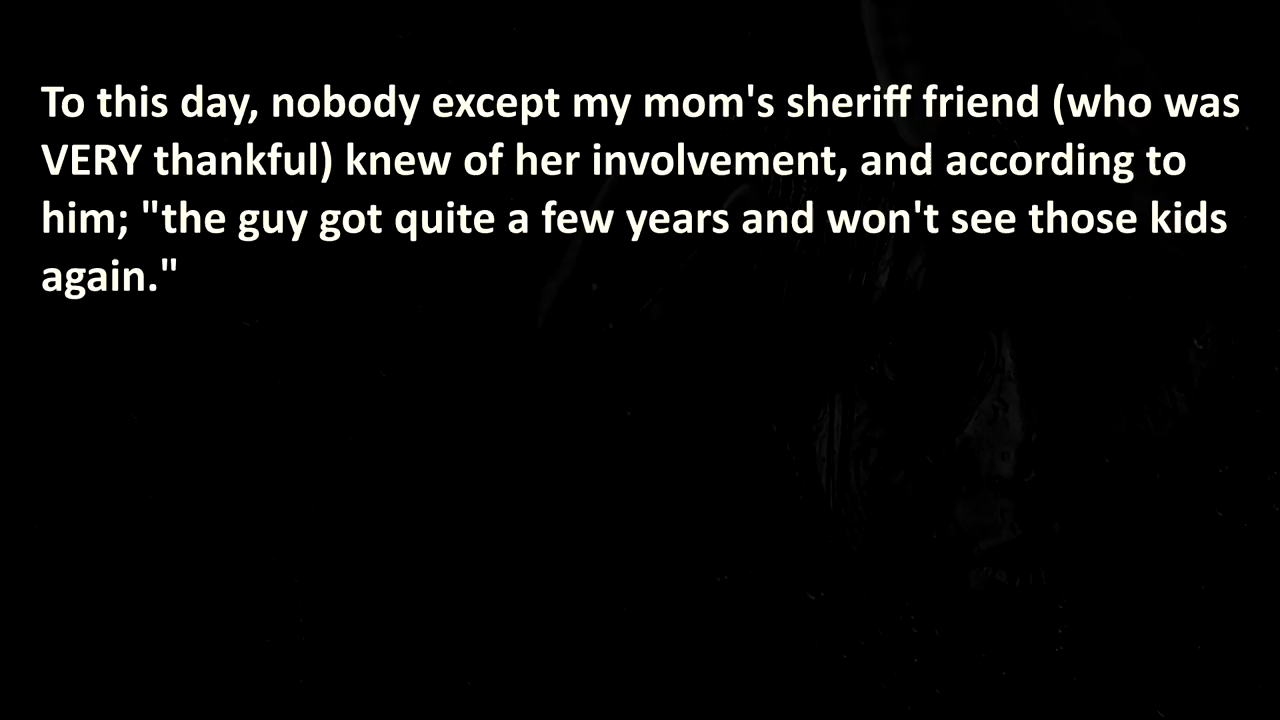 To this day, nobody except my mom's sheriff friend (who was
VERY thankful) knew of her involvement, and according to
him; "the guy got quite a few years and won't see those kids
again."